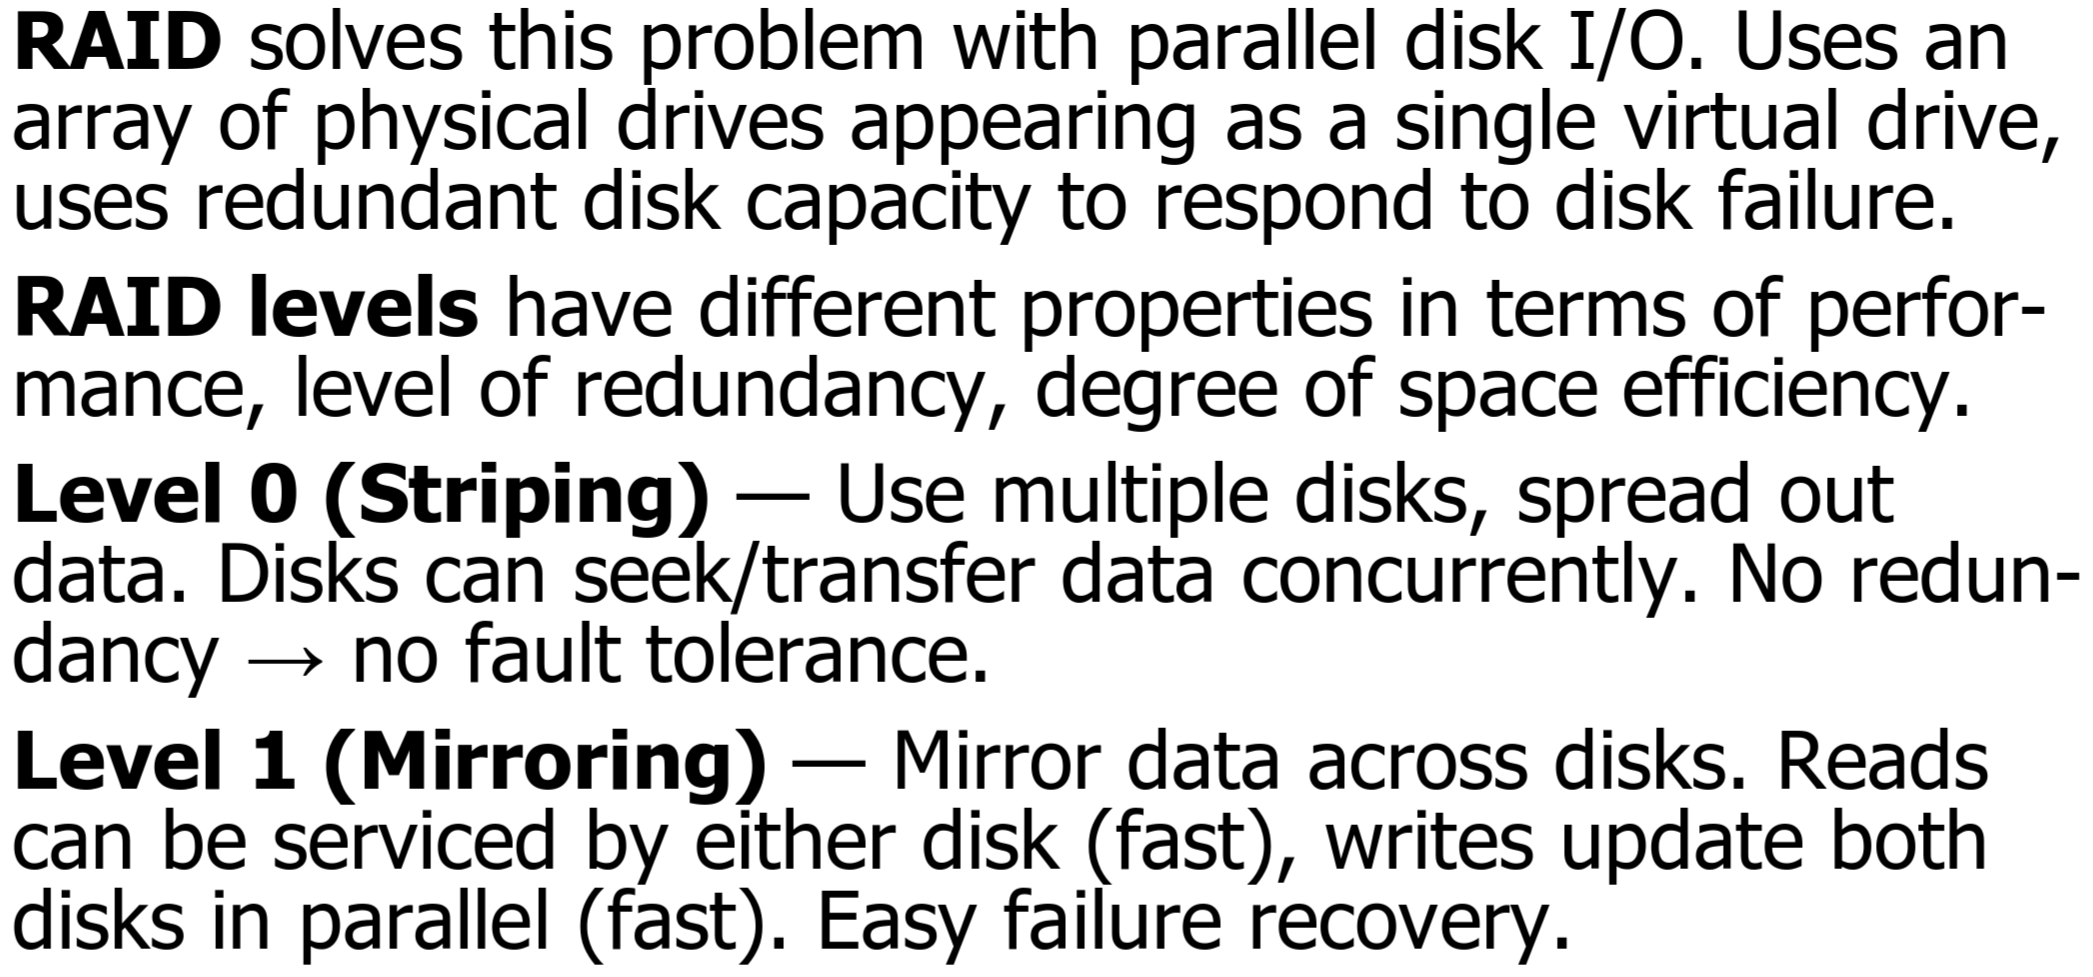 RAID solves this problem with parallel disk I/O. Uses an
array of physical drives appearing as a single virtual drive,
uses redundant disk capacity to respond to disk failure.
RAID levels have different properties in terms of perfor-
mance, level of redundancy, degree of space efficiency.
Level 0 (Striping) — Use multiple disks, spread out
data. Disks can seek/transfer data concurrently. No redun-
dancy → no fault tolerance.
Level 1 (Mirroring) — Mirror data across disks. Reads
can be serviced by either disk (fast), writes update both
disks in parallel (fast). Easy failure recovery.